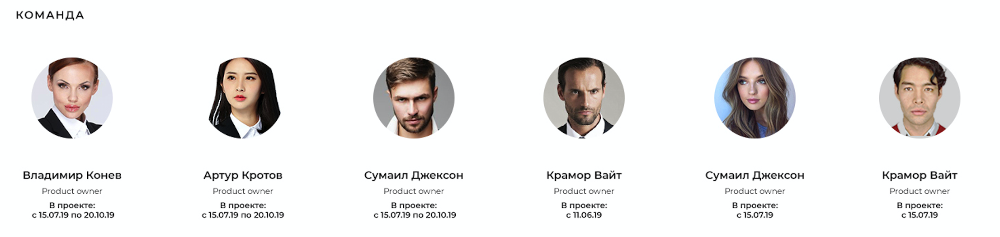 КОМАНДА
Владимир Конев
Product owner
В проекте:
с 15.07.19 по 20.10.19
Артур Кротов
Product owner
В проекте:
с 15.07.19 по 20.10.19
Сумаил Джексон
Product owner
В проекте:
с 15.07.19 по 20.10.19
Крамор Вайт
Product owner
В проекте:
с 11.06.19
Сумаил Джексон
Product owner
В проекте:
с 15.07.19
Крамор Вайт
Product owner
В проекте:
с 15.07.19